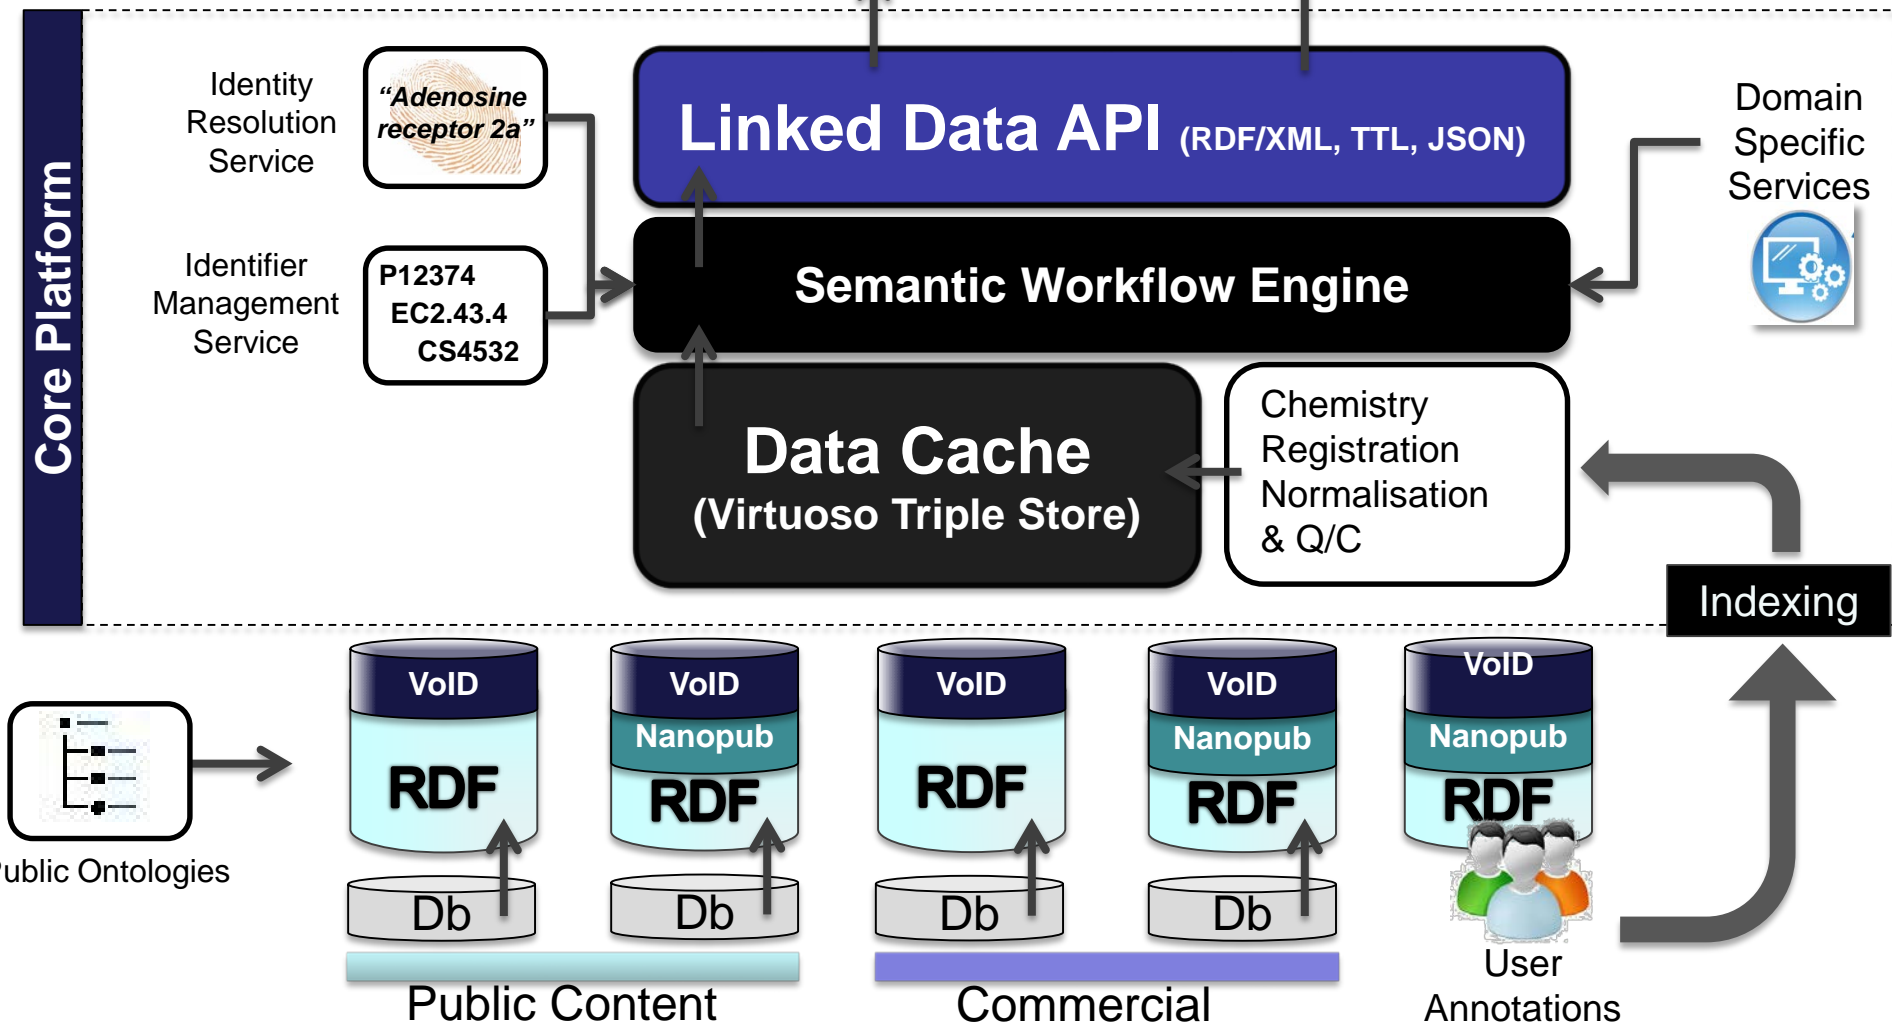 Core Platform
Identity
Resolution
Service
“Adenosine
receptor 2a”
Linked Data API (RDF/XML, TTL, JSON)
Domain
Specific
Services
Identifier
Management
Service
P12374
EC2.43.4
CS4532
Semantic Workflow Engine
Data Cache
(Virtuoso Triple Store)
Chemistry
Registration
Normalisation
& Q/C
Indexing
VoID
RDF
Db
VoID
Nanopub
RDF
Db
VoID
RDF
Db
VoID
Nanopub
RDF
Db
VoID
Nanopub
RDF
Public Ontologies
Public Content
Commercial
User
Annotations